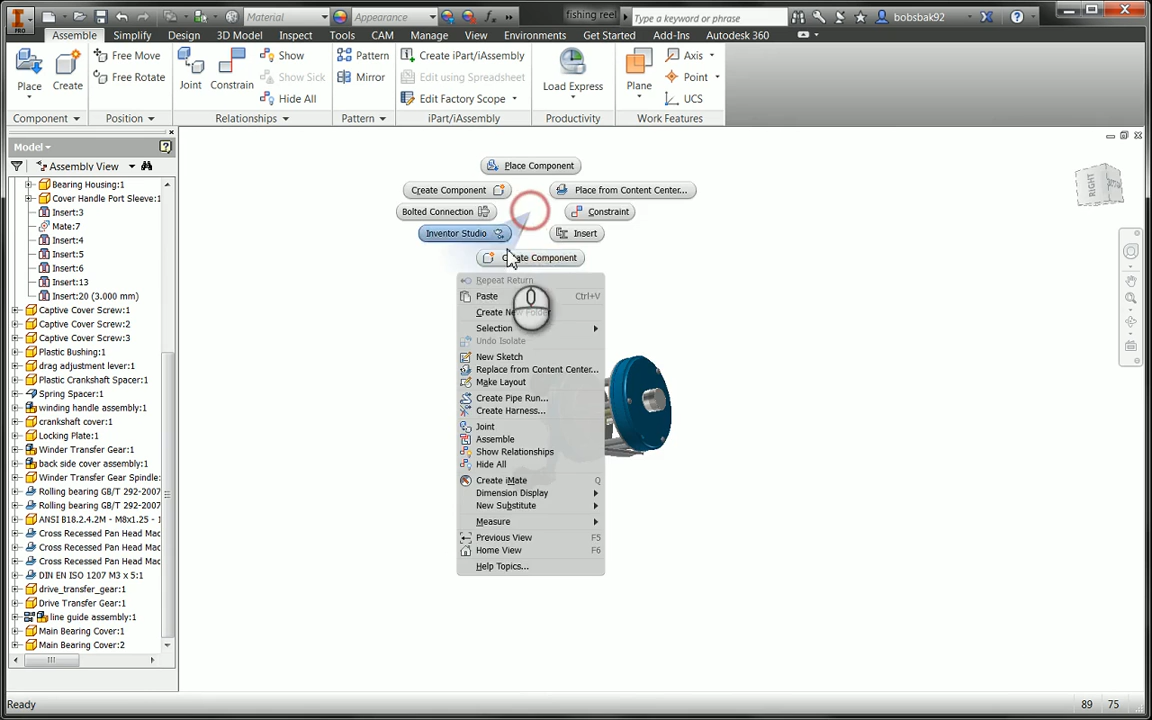 PRO
Material
Appearance
fishing reel
Type a keyword or phrase
bobsbak92
Assemble Simplify Design 3D Model Inspect Tools CAM Manage View Environments Get Started Add-Ins Autodesk 360
Place
Create
Free Move
Free Rotate
Joint
Constrain
Show
Show Sick
Hide All
Pattern
Mirror
Create iPart/iAssembly
Edit using Spreadsheet
Edit Factory Scope
Load Express
Plane
Axis
Point
UCS
Component Position Relationships Pattern iPart/iAssembly Productivity Work Features
Model
Assembly View
Bearing Housing:1
Cover Handle Port Sleeve:1
Insert:3
Mate:7
Insert:4
Insert:5
Insert:6
Insert:13
Insert:20 (3.000 mm)
Captive Cover Screw:1
Captive Cover Screw:2
Captive Cover Screw:3
Plastic Bushing:1
drag adjustment lever:1
Plastic Crankshaft Spacer:1
Spring Spacer:1
winding handle assembly:1
crankshaft cover:1
Locking Plate:1
Winder Transfer Gear:1
back side cover assembly:1
Winder Transfer Gear Spindle:
Rolling bearing GB/T 292-2007
Rolling bearing GB/T 292-2007
ANSI B18.2.4.2M - M8x1.25 - 1
Cross Recessed Pan Head Mac
Cross Recessed Pan Head Mac
Cross Recessed Pan Head Mac
DIN EN ISO 1207 M3 x 5:1
drive_transfer_gear:1
Drive Transfer Gear:1
line guide assembly:1
Main Bearing Cover:1
Main Bearing Cover:2
Place Component
Create Component
Place from Content Center...
Bolted Connection
Constraint
Inventor Studio
Insert
Create Component
Repeat Return
Paste Ctrl+V
Create New Folder
Selection
Undo Isolate
New Sketch
Replace from Content Center...
Make Layout
Create Pipe Run...
Create Harness...
Joint
Assemble
Show Relationships
Hide All
Create iMate Q
Dimension Display
New Substitute
Measure
Previous View F5
Home View F6
Help Topics...
RIGHT
Ready
89 75